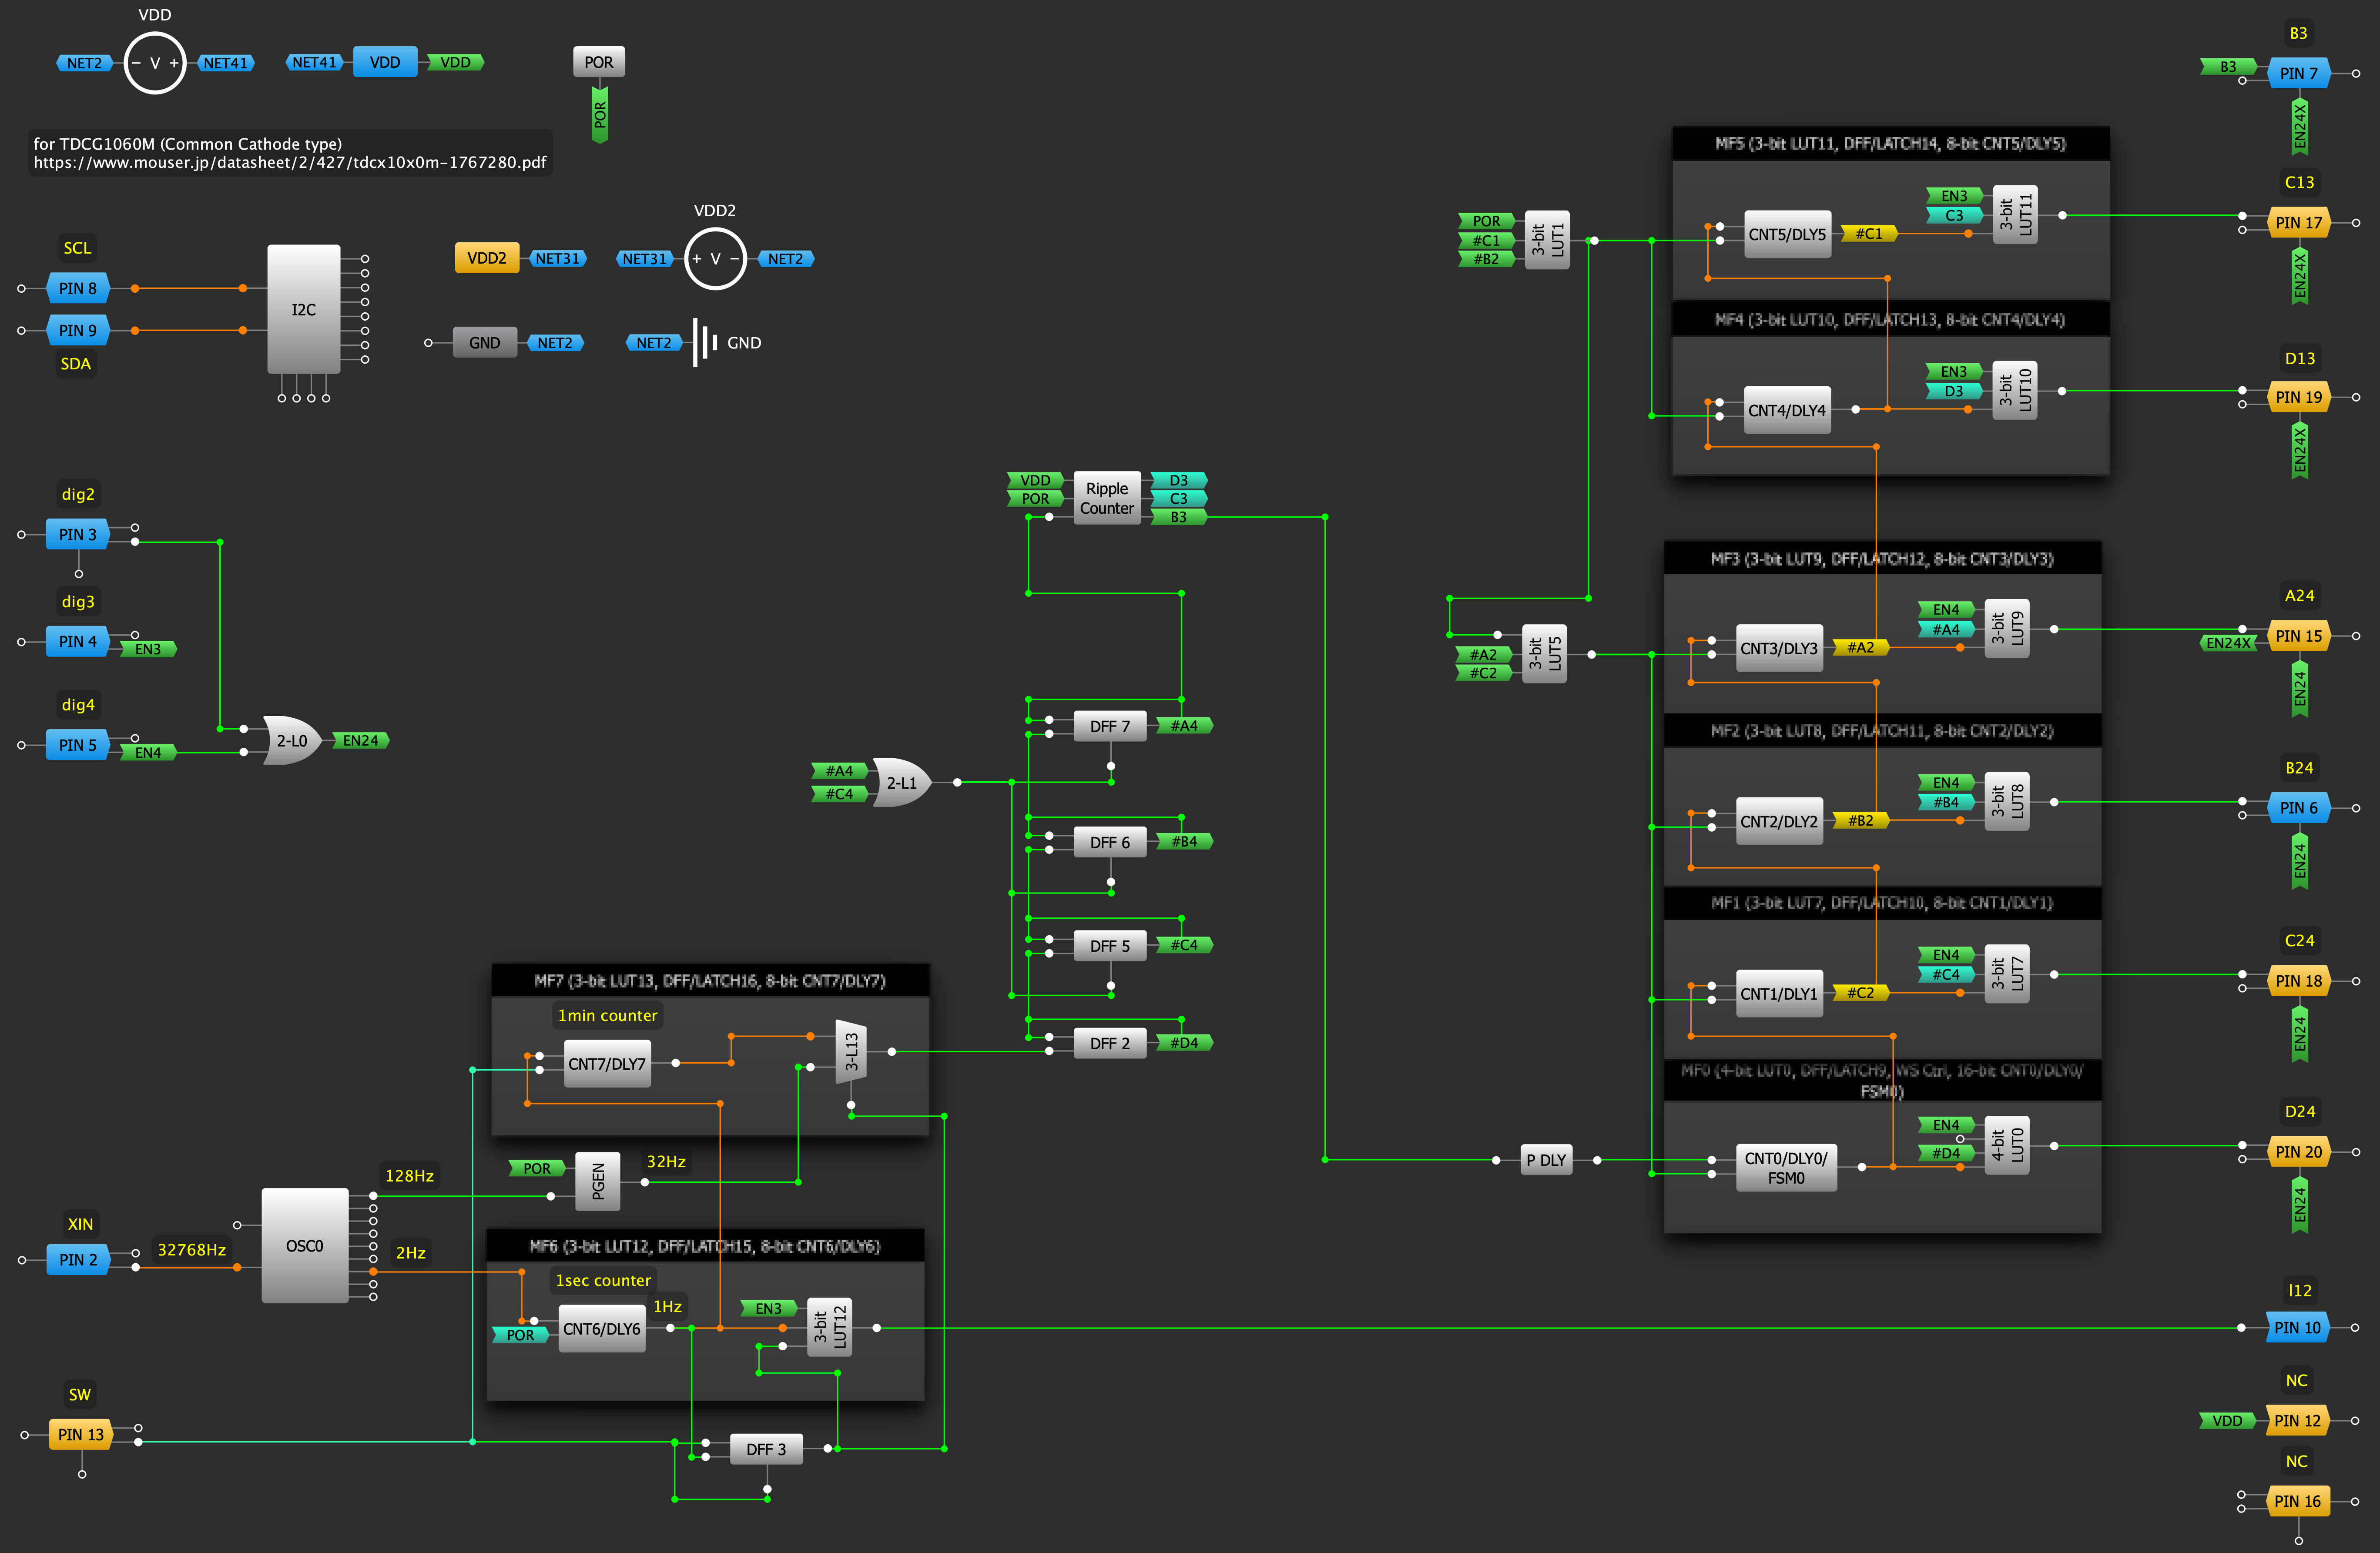 VDD
NET2
− V +
NET41
NET41
VDD
VDD
POR
POR
for TDCG1060M (Common Cathode type)
https://www.mouser.jp/datasheet/2/427/tdcx10x0m-1767280.pdf
SCL
PIN 8
PIN 9
SDA
I2C
VDD2
NET31
VDD2
NET31
+ V −
NET2
GND
NET2
NET2
GND
dig2
PIN 3
dig3
PIN 4
EN3
dig4
PIN 5
EN4
2-L0
EN24
VDD
POR
Ripple
Counter
D3
C3
B3
#A4
#C4
2-L1
DFF 7
#A4
DFF 6
#B4
DFF 5
#C4
DFF 2
#D4
MF7 (3-bit LUT13, DFF/LATCH16, 8-bit CNT7/DLY7)
1min counter
CNT7/DLY7
3-L13
POR
PGEN
32Hz
128Hz
XIN
PIN 2
32768Hz
OSC0
2Hz
MF6 (3-bit LUT12, DFF/LATCH15, 8-bit CNT6/DLY6)
1sec counter
POR
CNT6/DLY6
1Hz
EN3
3-bit
LUT12
SW
PIN 13
DFF 3
POR
#C1
#B2
3-bit
LUT1
#A2
#C2
3-bit
LUT5
P DLY
MF5 (3-bit LUT11, DFF/LATCH14, 8-bit CNT5/DLY5)
CNT5/DLY5
#C1
EN3
C3
3-bit
LUT11
MF4 (3-bit LUT10, DFF/LATCH13, 8-bit CNT4/DLY4)
CNT4/DLY4
EN3
D3
3-bit
LUT10
MF3 (3-bit LUT9, DFF/LATCH12, 8-bit CNT3/DLY3)
CNT3/DLY3
#A2
EN4
#A4
3-bit
LUT9
MF2 (3-bit LUT8, DFF/LATCH11, 8-bit CNT2/DLY2)
CNT2/DLY2
#B2
EN4
#B4
3-bit
LUT8
MF1 (3-bit LUT7, DFF/LATCH10, 8-bit CNT1/DLY1)
CNT1/DLY1
#C2
EN4
#C4
3-bit
LUT7
MF0 (4-bit LUT0, DFF/LATCH9, WS Ctrl, 16-bit CNT0/DLY0/
FSM0)
CNT0/DLY0/
FSM0
EN4
#D4
4-bit
LUT0
B3
B3
PIN 7
EN24X
C13
PIN 17
EN24X
D13
PIN 19
EN24X
A24
EN24X
PIN 15
EN24
B24
PIN 6
EN24
C24
PIN 18
EN24
D24
PIN 20
EN24
I12
PIN 10
NC
VDD
PIN 12
NC
PIN 16